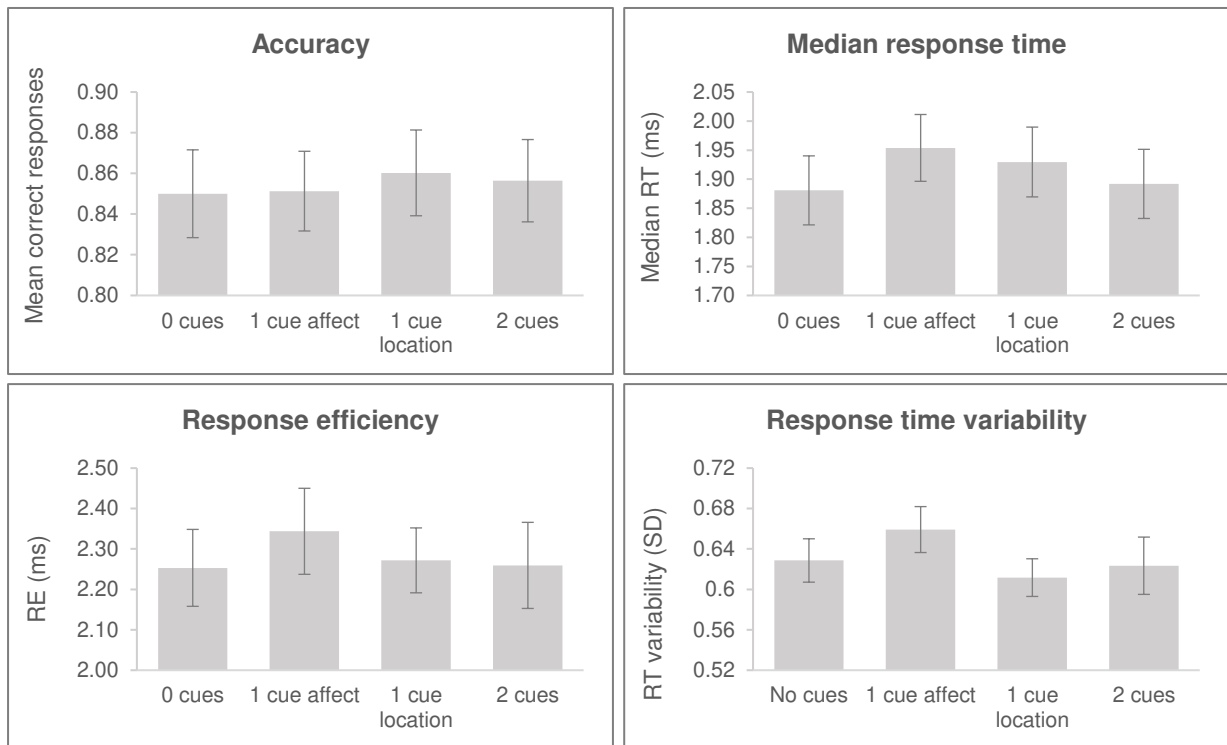 Accuracy
Mean correct responses
0.90
0.88
0.86
0.84
0.82
0.80
0 cues
1 cue affect
1 cue
location
2 cues
Median response time
Median RT (ms)
2.05
2.00
1.95
1.90
1.85
1.80
1.75
1.70
0 cues
1 cue affect
1 cue
location
2 cues
Response efficiency
RE (ms)
2.50
2.40
2.30
2.20
2.10
2.00
0 cues
1 cue affect
1 cue
location
2 cues
Response time variability
RT variability (SD)
0.72
0.68
0.64
0.6
0.56
0.52
No cues
1 cue affect
1 cue
location
2 cues